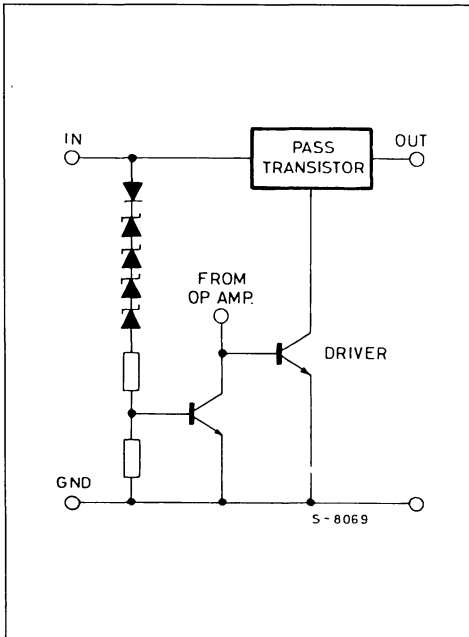 IN
PASS
TRANSISTOR
OUT
FROM
OP AMP.
DRIVER
GND
S-8069